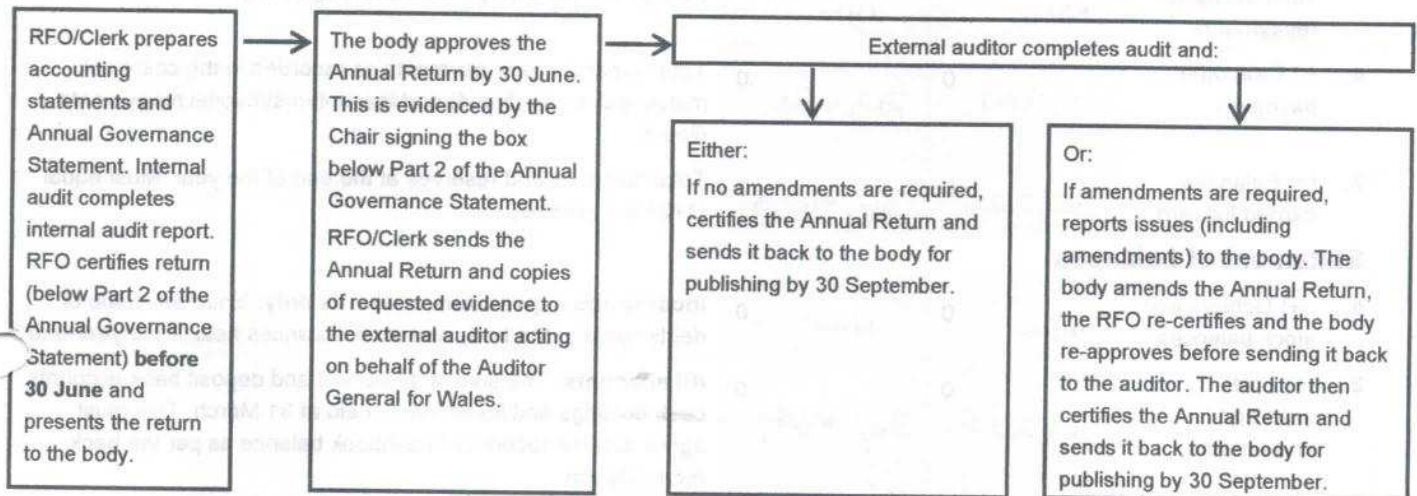 RFO/Clerk prepares
accounting
statements and
Annual Governance
Statement. Internal
audit completes
internal audit report.
RFO certifies return
(below Part 2 of the
Annual Governance
Statement) before
30 June and
presents the return
to the body.
The body approves the
Annual Return by 30 June.
This is evidenced by the
Chair signing the box
below Part 2 of the Annual
Governance Statement.
RFO/Clerk sends the
Annual Return and copies
of requested evidence to
the external auditor acting
on behalf of the Auditor
General for Wales.
External auditor completes audit and:
Either:
If no amendments are required,
certifies the Annual Return and
sends it back to the body for
publishing by 30 September.
Or:
If amendments are required,
reports issues (including
amendments) to the body. The
body amends the Annual Return,
the RFO re-certifies and the body
re-approves before sending it back
to the auditor. The auditor then
certifies the Annual Return and
sends it back to the body for
publishing by 30 September.